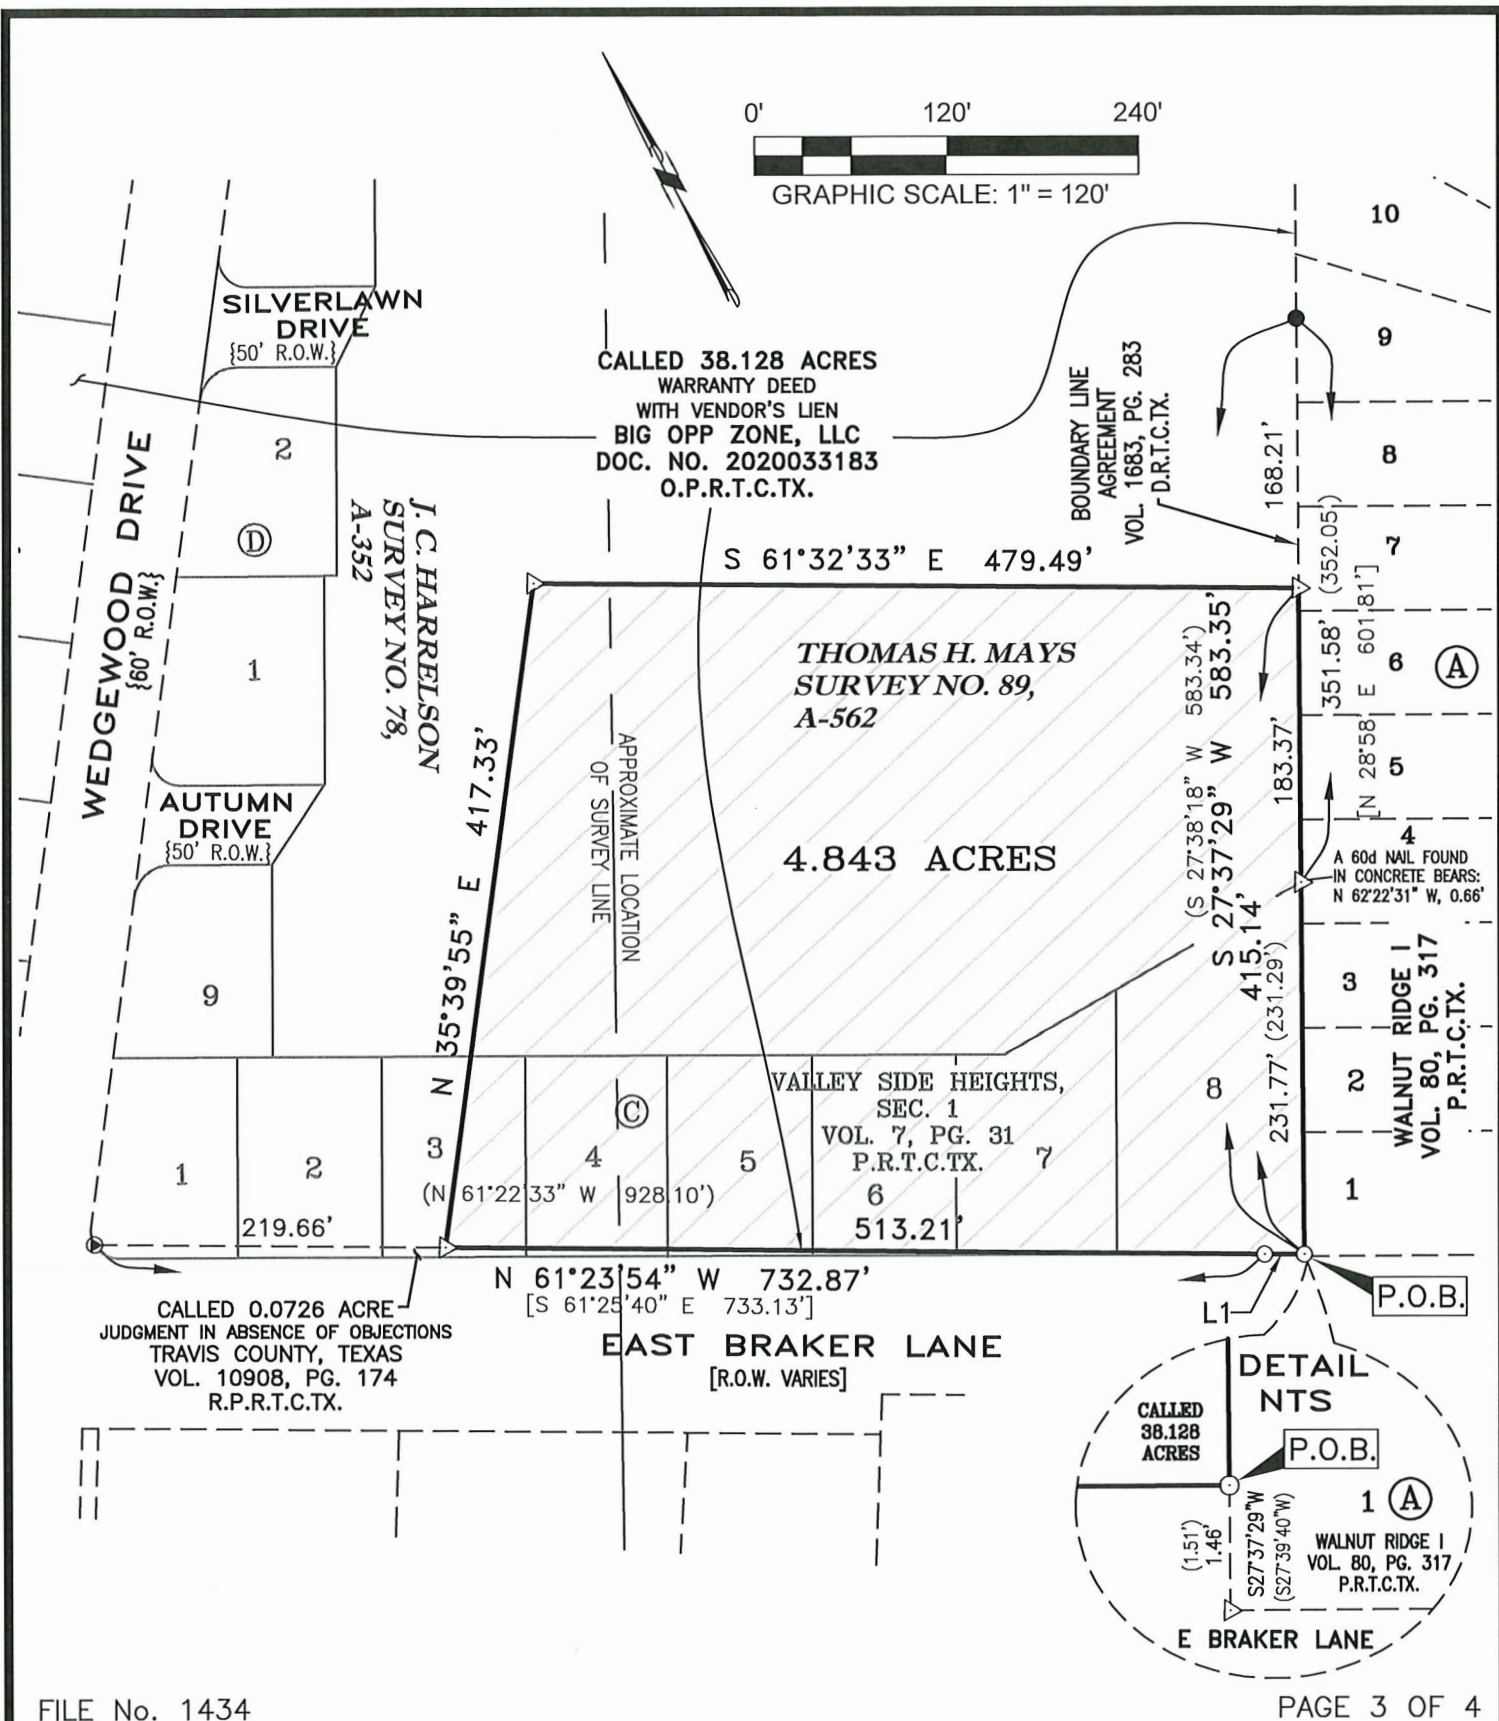 0' 120' 240'
GRAPHIC SCALE: 1" = 120'
10
SILVERLAWN
DRIVE
{50' R.O.W.}
9
CALLED 38.128 ACRES
WARRANTY DEED
WITH VENDOR'S LIEN
BIG OPP ZONE, LLC
DOC. NO. 2020033183
O.P.R.T.C.TX.
BOUNDARY LINE
AGREEMENT
VOL. 1683, PG. 283
D.R.T.C.TX.
168.21'
8
2
D
WEDGEWOOD DRIVE
{60' R.O.W.}
J. C. HARRELSON
SURVEY NO. 78,
A-352
7
S 61°32'33" E 479.49'
(352.05')
351.58'
[N 28°58' E 601.81']
6
A
1
THOMAS H. MAYS
SURVEY NO. 89,
A-562
(S 27°38'18" W 583.34')
S 27°37'29" W 583.35'
183.37'
5
APPROXIMATE LOCATION
OF SURVEY LINE
N 35°39'55" E 417.33'
AUTUMN
DRIVE
{50' R.O.W.}
4.843 ACRES
4
A 60d NAIL FOUND
IN CONCRETE BEARS:
N 62°22'31" W, 0.66'
415.14'
231.77' (231.29')
9
3
WALNUT RIDGE I
VOL. 80, PG. 317
P.R.T.C.TX.
2
VALLEY SIDE HEIGHTS,
SEC. 1
VOL. 7, PG. 31
P.R.T.C.TX.
C
8
1
2
3
4
5
6
7
1
(N 61°22'33" W 928.10')
219.66'
513.21'
N 61°23'54" W 732.87'
[S 61°25'40" E 733.13']
EAST BRAKER LANE
[R.O.W. VARIES]
CALLED 0.0726 ACRE
JUDGMENT IN ABSENCE OF OBJECTIONS
TRAVIS COUNTY, TEXAS
VOL. 10908, PG. 174
R.P.R.T.C.TX.
L1
P.O.B.
DETAIL
NTS
CALLED
38.128
ACRES
P.O.B.
1 A
(1.51')
1.46'
S27°37'29"W
(S27°39'40"W)
WALNUT RIDGE I
VOL. 80, PG. 317
P.R.T.C.TX.
E BRAKER LANE
FILE No. 1434
PAGE 3 OF 4